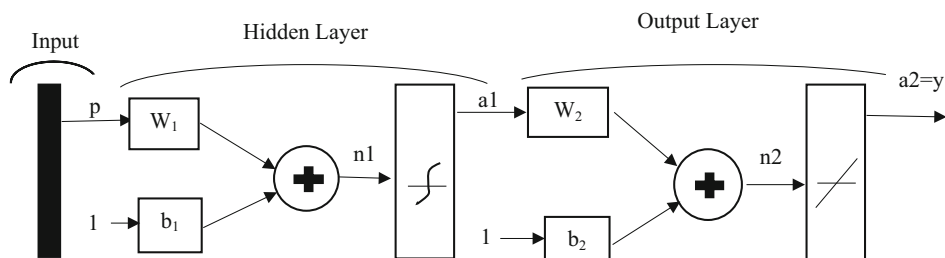 Input
Hidden Layer
Output Layer
p
W₁
n1
1
b₁
a1
W₂
n2
1
b₂
a2=y